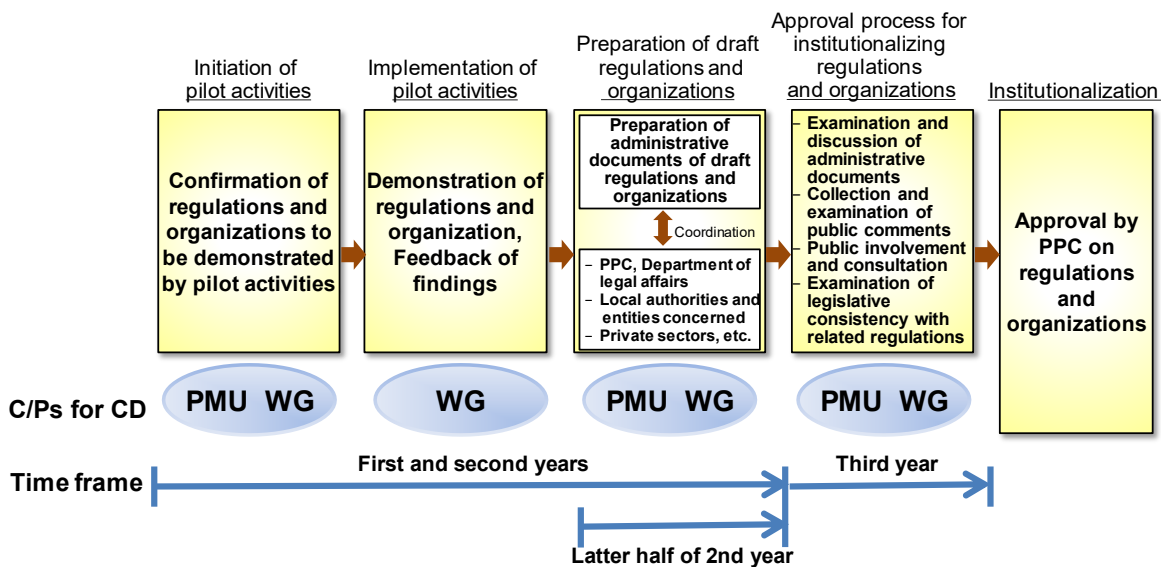 Initiation of
pilot activities
Confirmation of
regulations and
organizations to
be demonstrated
by pilot activities
Implementation of
pilot activities
Demonstration of
regulations and
organization,
Feedback of
findings
Preparation of draft
regulations and
organizations
Preparation of
administrative
documents of draft
regulations and
organizations
Coordination
– PPC, Department of
legal affairs
– Local authorities and
entities concerned
– Private sectors, etc.
Approval process for
institutionalizing
regulations
and organizations
– Examination and
discussion of
administrative
documents
– Collection and
examination of
public comments
– Public involvement
and consultation
– Examination of
legislative
consistency with
related regulations
Institutionalization
Approval by
PPC on
regulations
and
organizations
C/Ps for CD
PMU WG
WG
PMU WG
PMU WG
Time frame
First and second years
Third year
Latter half of 2nd year